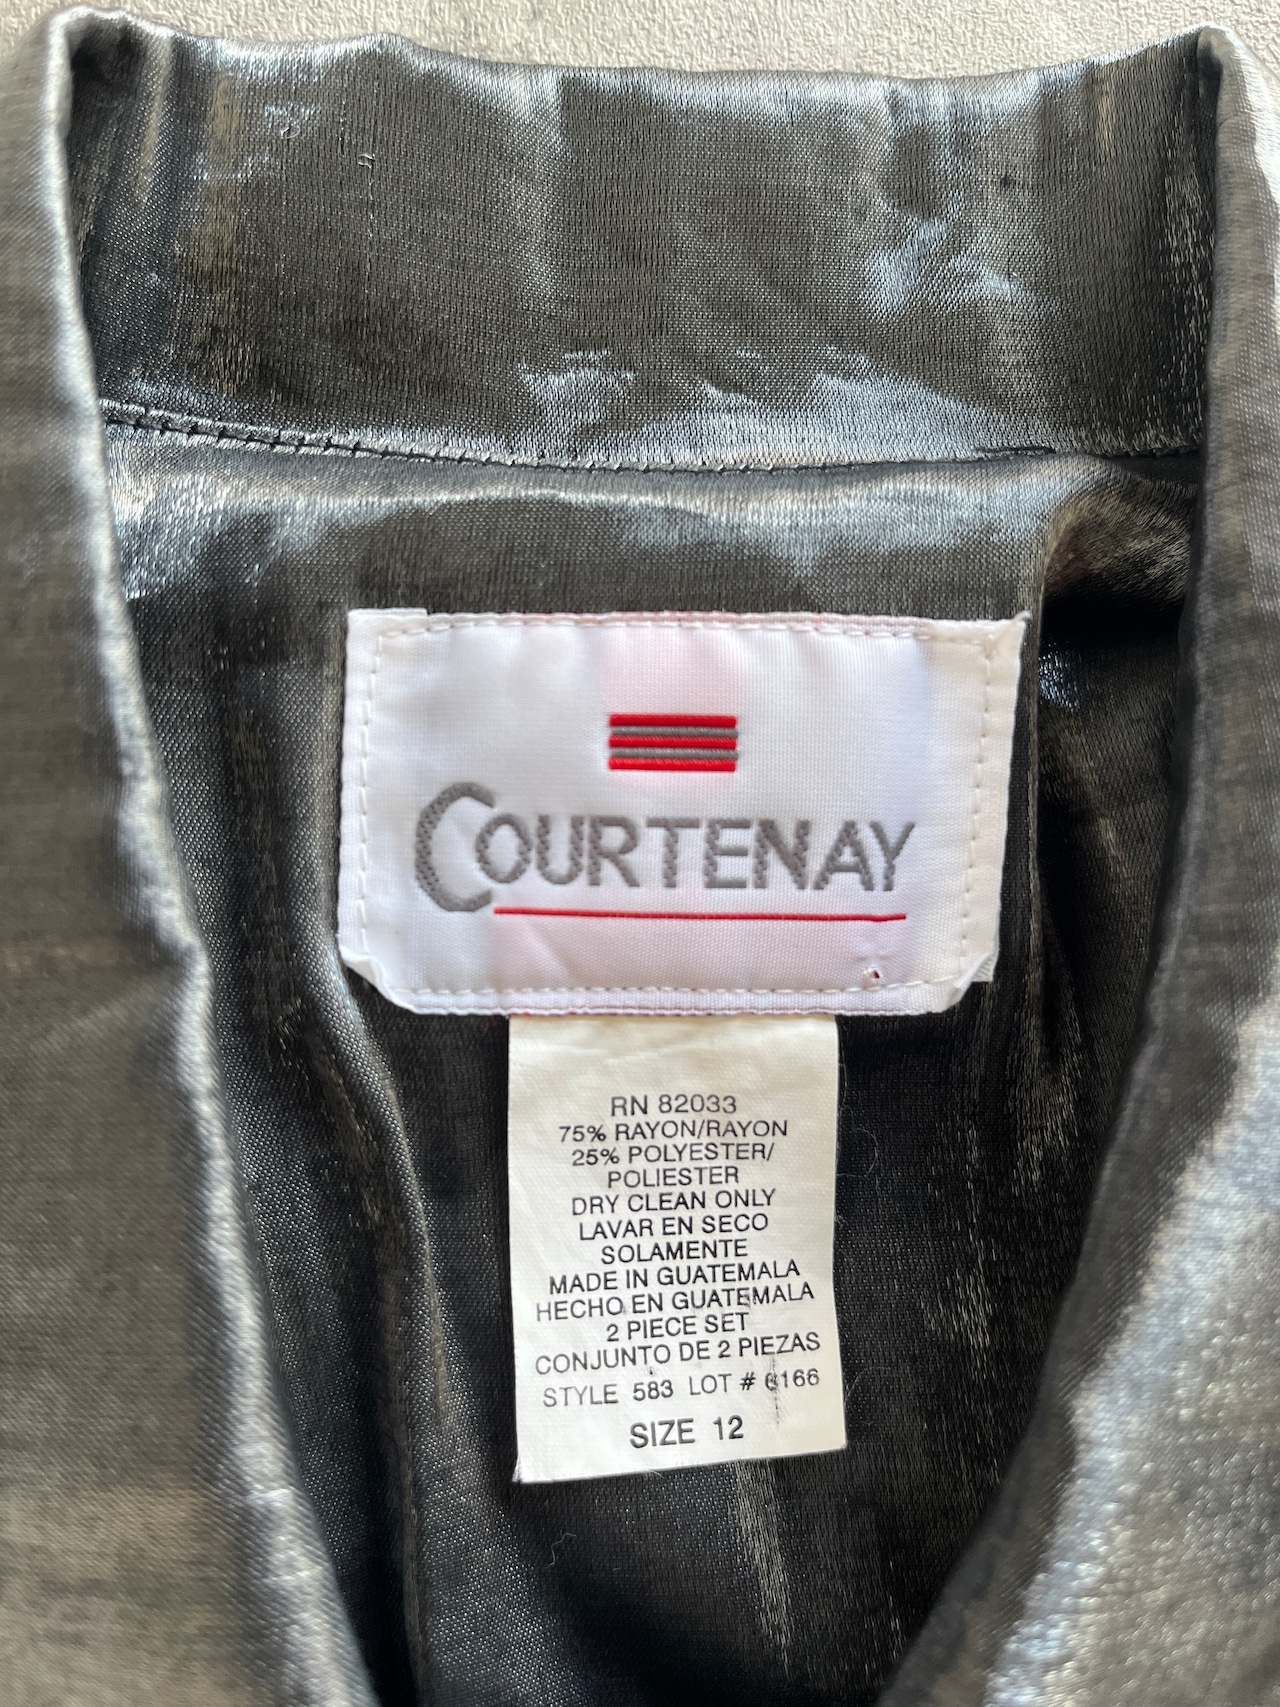 COURTENAY
RN 82033
75% RAYON/RAYON
25% POLYESTER/
POLIESTER
DRY CLEAN ONLY
LAVAR EN SECO
SOLAMENTE
MADE IN GUATEMALA
HECHO EN GUATEMALA
2 PIECE SET
CONJUNTO DE 2 PIEZAS
STYLE 583 LOT # 6166
SIZE 12